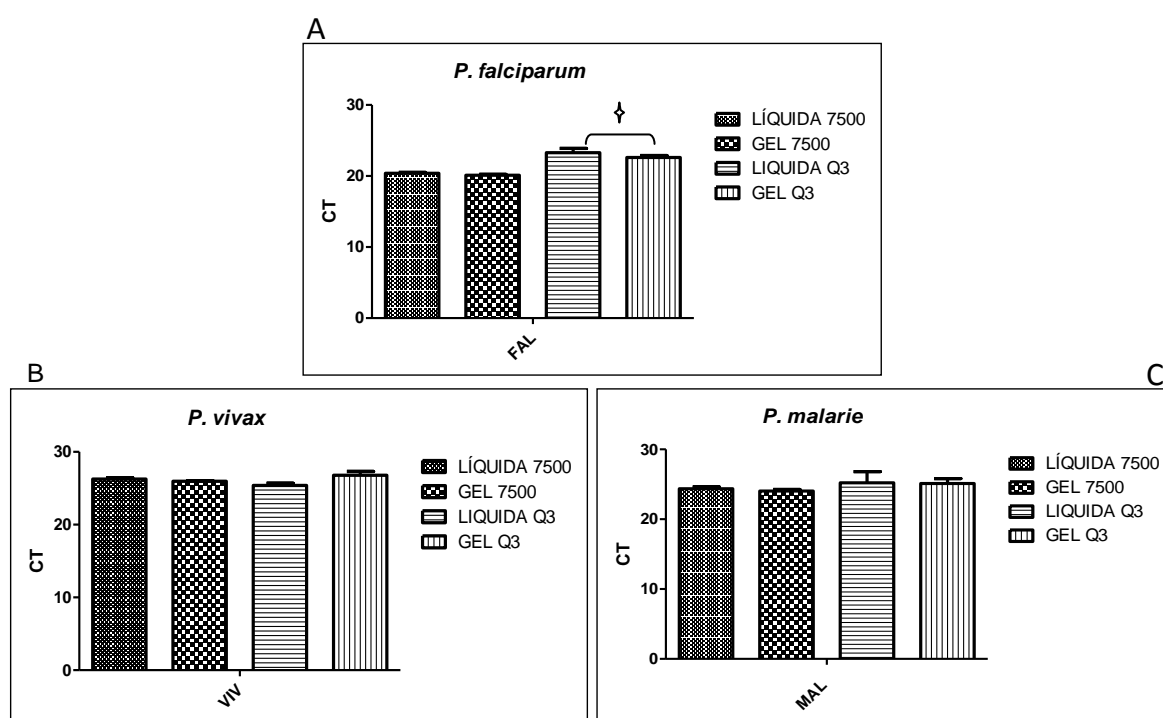 A
P. falciparum
30
20
10
0
CT
FAL
LÍQUIDA 7500
GEL 7500
LIQUIDA Q3
GEL Q3
B
P. vivax
30
20
10
0
CT
VIV
LÍQUIDA 7500
GEL 7500
LIQUIDA Q3
GEL Q3
C
P. malarie
30
20
10
0
CT
MAL
LÍQUIDA 7500
GEL 7500
LIQUIDA Q3
GEL Q3